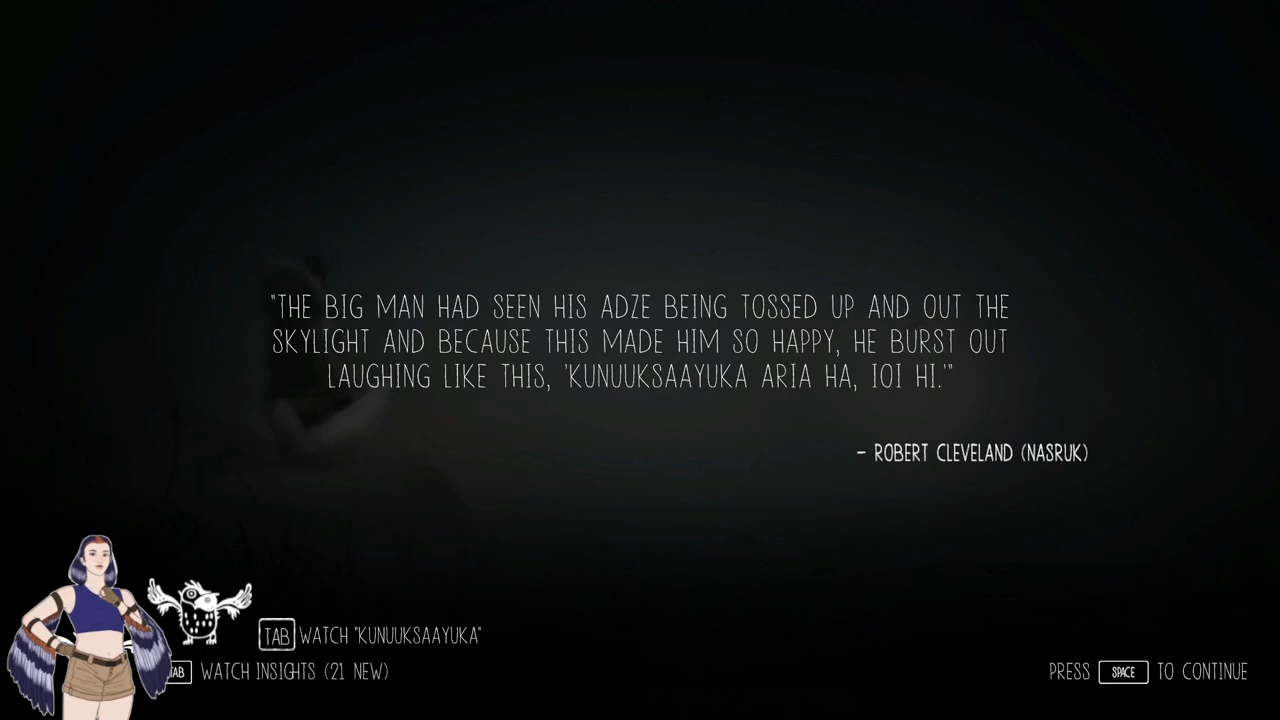 "THE BIG MAN HAD SEEN HIS ADZE BEING TOSSED UP AND OUT THE
SKYLIGHT AND BECAUSE THIS MADE HIM SO HAPPY, HE BURST OUT
LAUGHING LIKE THIS, 'KUNUUKSAAYUKA ARIA HA, IOI HI.'"
- ROBERT CLEVELAND (NASRUK)
TAB WATCH "KUNUUKSAAYUKA"
TAB WATCH INSIGHTS (21 NEW)
PRESS SPACE TO CONTINUE